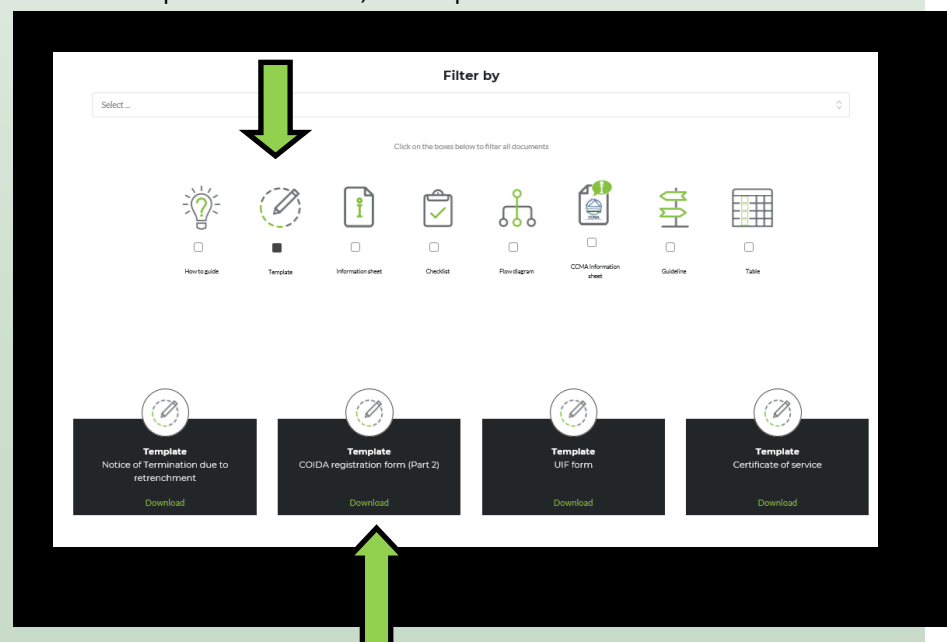 Filter by
Select ...
Click on the boxes below to filter all documents
How to guide
Template
Information sheet
Checklist
Flow diagram
CCMA Information
sheet
Guideline
Table
Template
Notice of Termination due to
retrenchment
Download
Template
COIDA registration form (Part 2)
Download
Template
UIF form
Download
Template
Certificate of service
Download